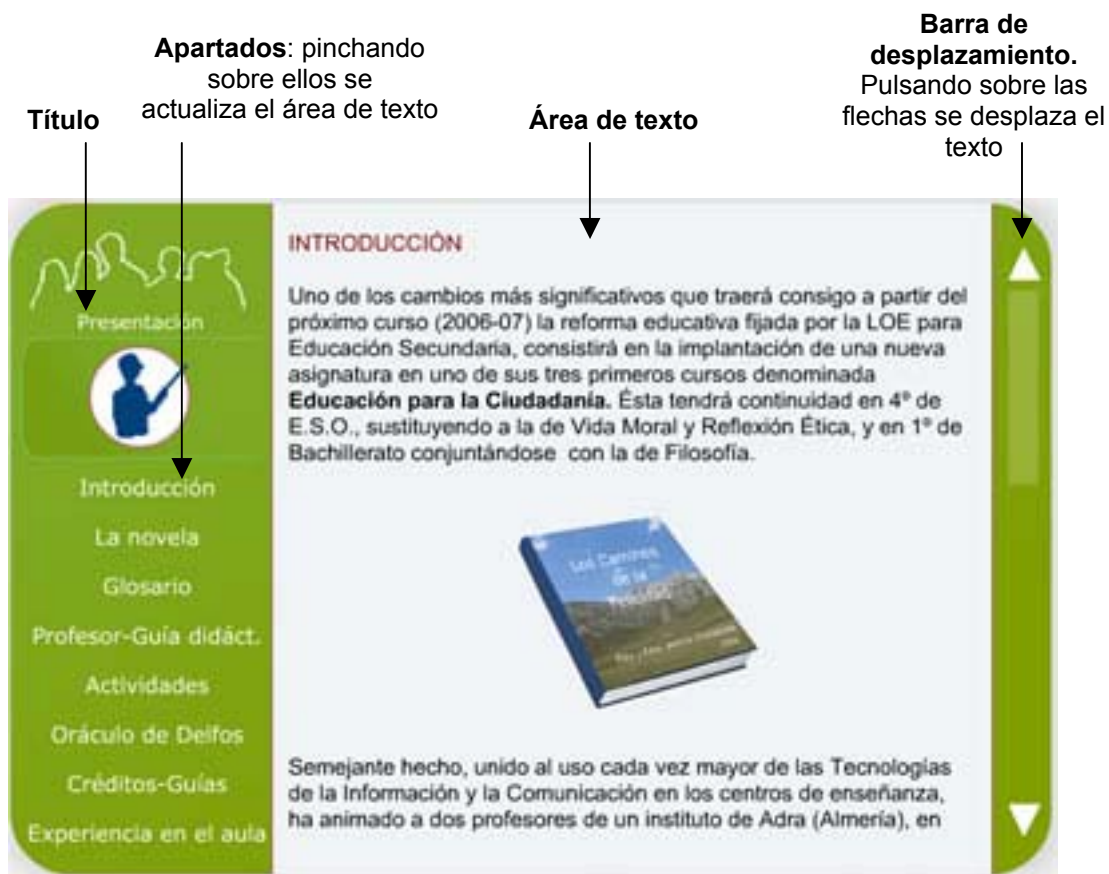 Barra de
desplazamiento.
Pulsando sobre las
flechas se desplaza el
texto
Apartados: pinchando
sobre ellos se
actualiza el área de texto
Título
Área de texto
Presentación
Introducción
La novela
Glosario
Profesor-Guía didáct.
Actividades
Oráculo de Delfos
Créditos-Guías
Experiencia en el aula
INTRODUCCIÓN
Uno de los cambios más significativos que traerá consigo a partir del
próximo curso (2006-07) la reforma educativa fijada por la LOE para
Educación Secundaria, consistirá en la implantación de una nueva
asignatura en uno de sus tres primeros cursos denominada
Educación para la Ciudadanía. Ésta tendrá continuidad en 4º de
E.S.O., sustituyendo a la de Vida Moral y Reflexión Ética, y en 1º de
Bachillerato conjuntándose con la de Filosofía.
Los Caminos
de la
Semejante hecho, unido al uso cada vez mayor de las Tecnologías
de la Información y la Comunicación en los centros de enseñanza,
ha animado a dos profesores de un instituto de Adra (Almería), en